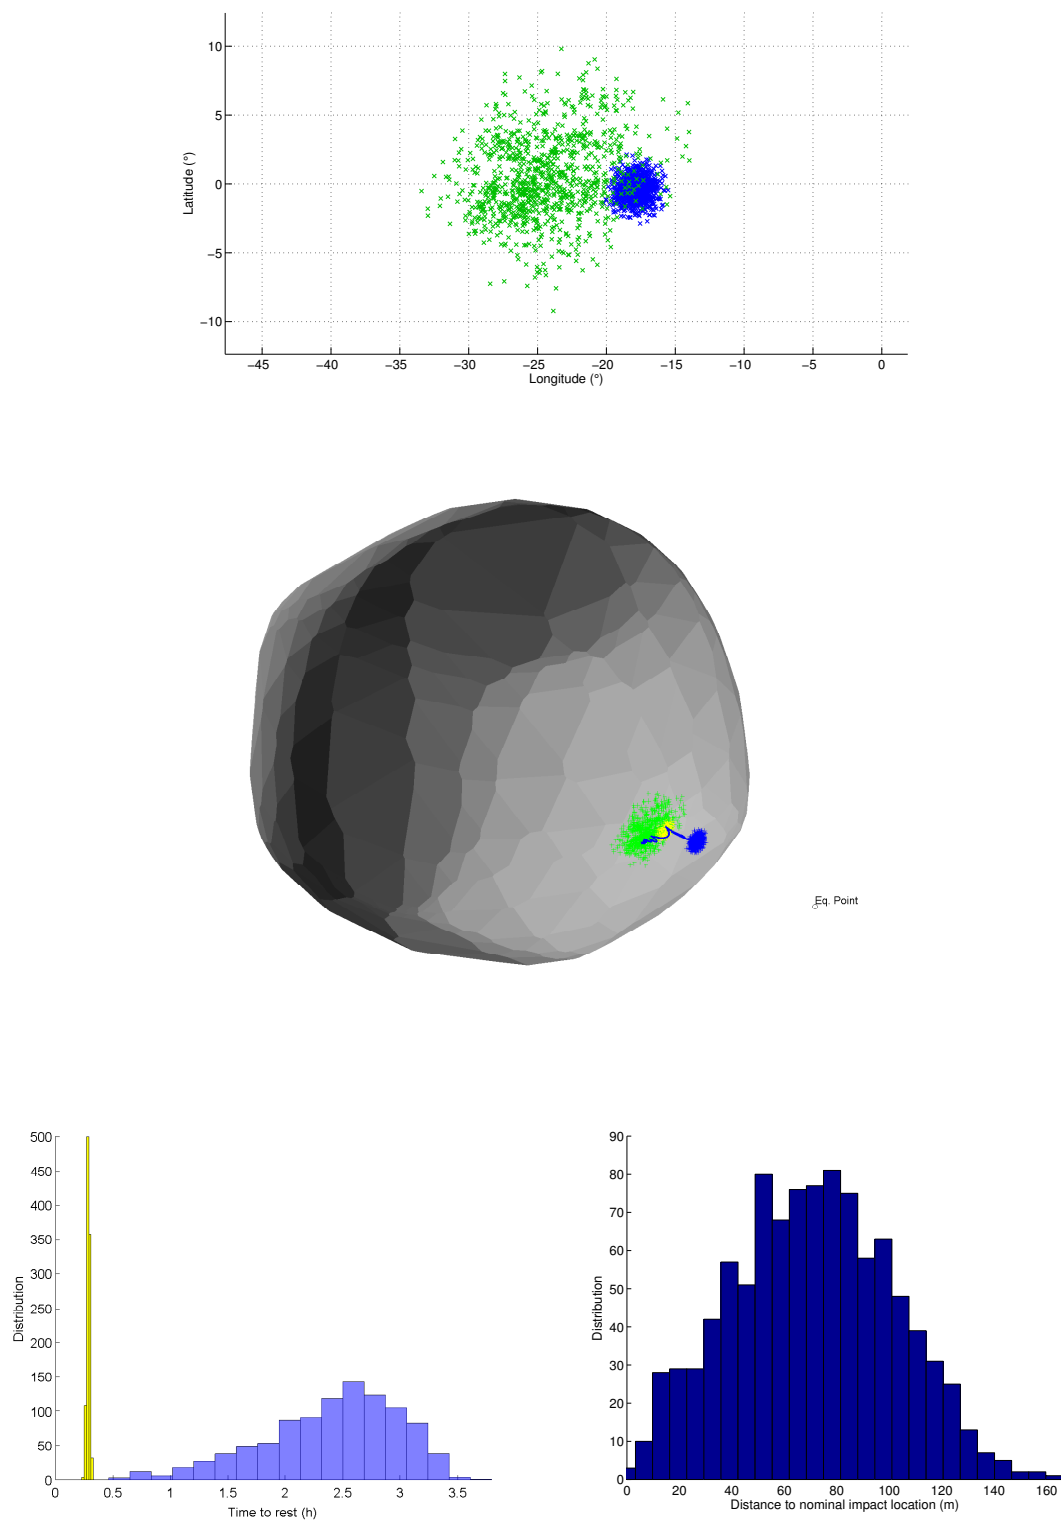 10
5
0
−5
−10
Latitude (°)
−45 −40 −35 −30 −25 −20 −15 −10 −5 0
Longitude (°)
Eq. Point
500
450
400
350
300
250
200
150
100
50
0
Distribution
0 0.5 1 1.5 2 2.5 3 3.5
Time to rest (h)
90
80
70
60
50
40
30
20
10
0
Distribution
0 20 40 60 80 100 120 140 160
Distance to nominal impact location (m)